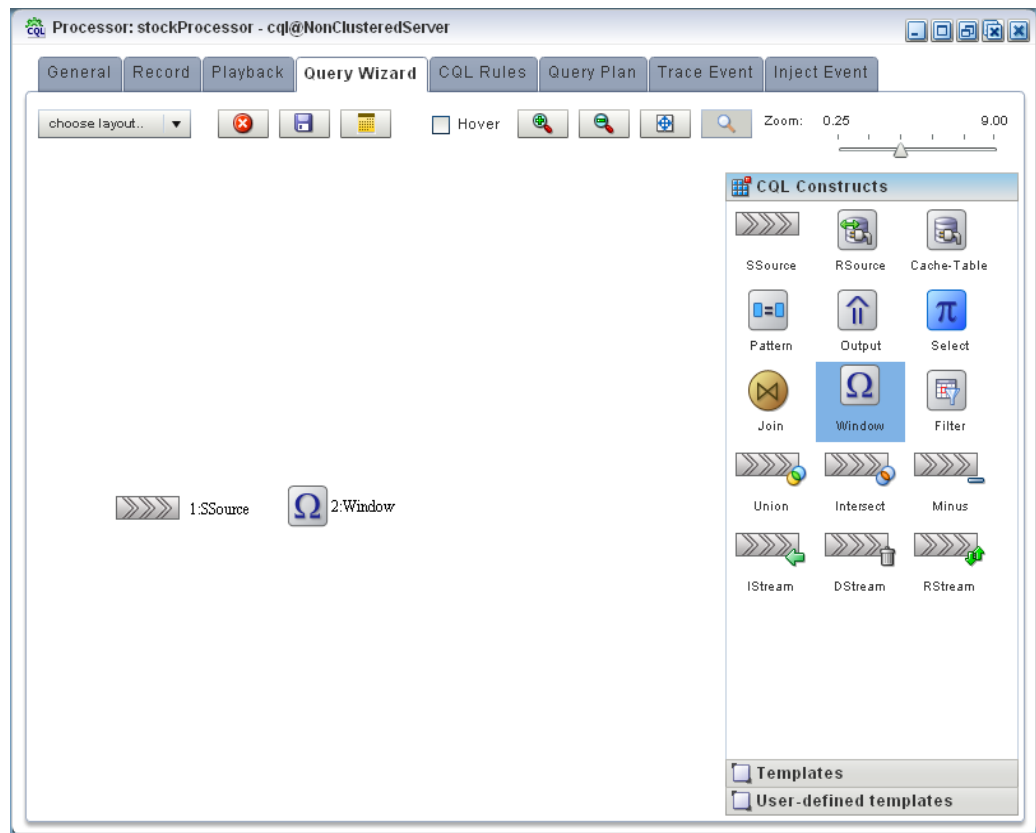 CQL Processor: stockProcessor - cql@NonClusteredServer
General Record Playback Query Wizard CQL Rules Query Plan Trace Event Inject Event
choose layout.. Hover Zoom: 0.25 9.00
CQL Constructs
SSource RSource Cache-Table
Pattern Output Select
Join Window Filter
1:SSource 2:Window
Union Intersect Minus
IStream DStream RStream
Templates
User-defined templates